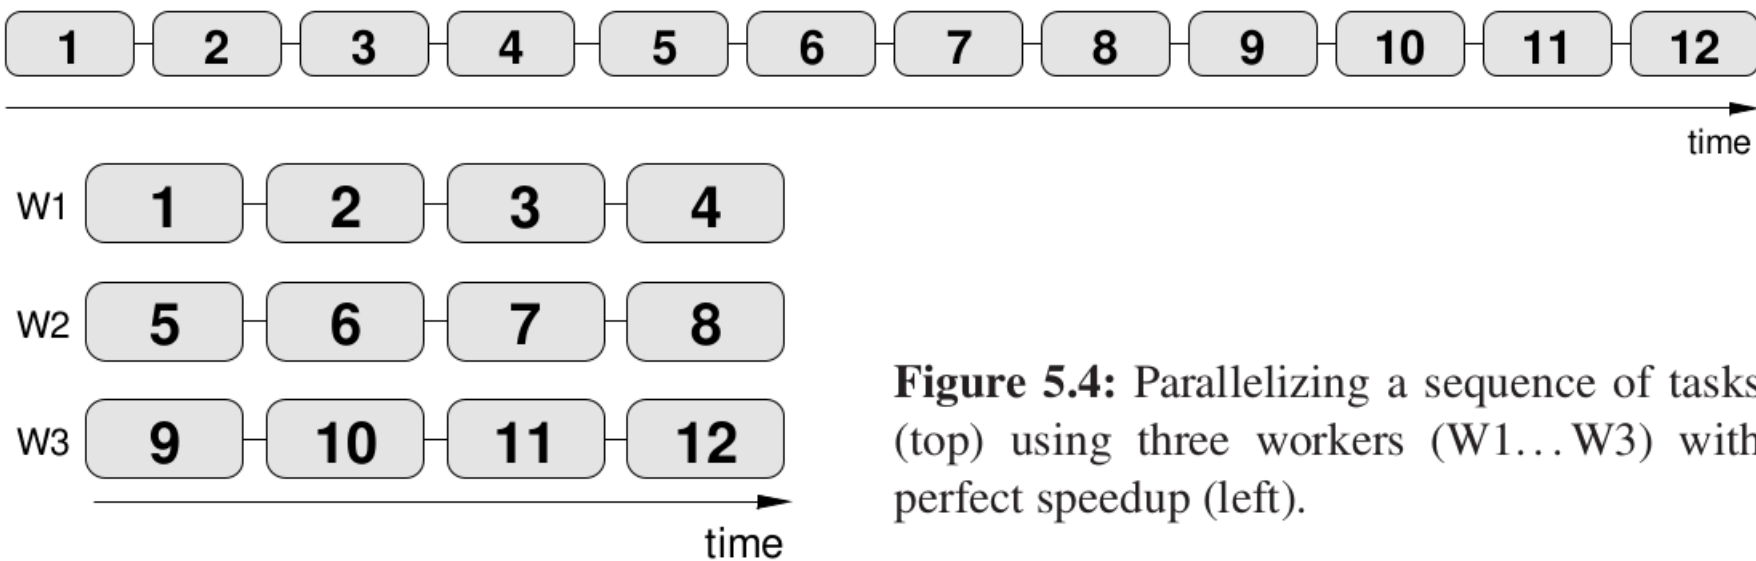 1 2 3 4 5 6 7 8 9 10 11 12
time
W1 1 2 3 4
W2 5 6 7 8
W3 9 10 11 12
time
Figure 5.4: Parallelizing a sequence of tasks
(top) using three workers (W1...W3) with
perfect speedup (left).